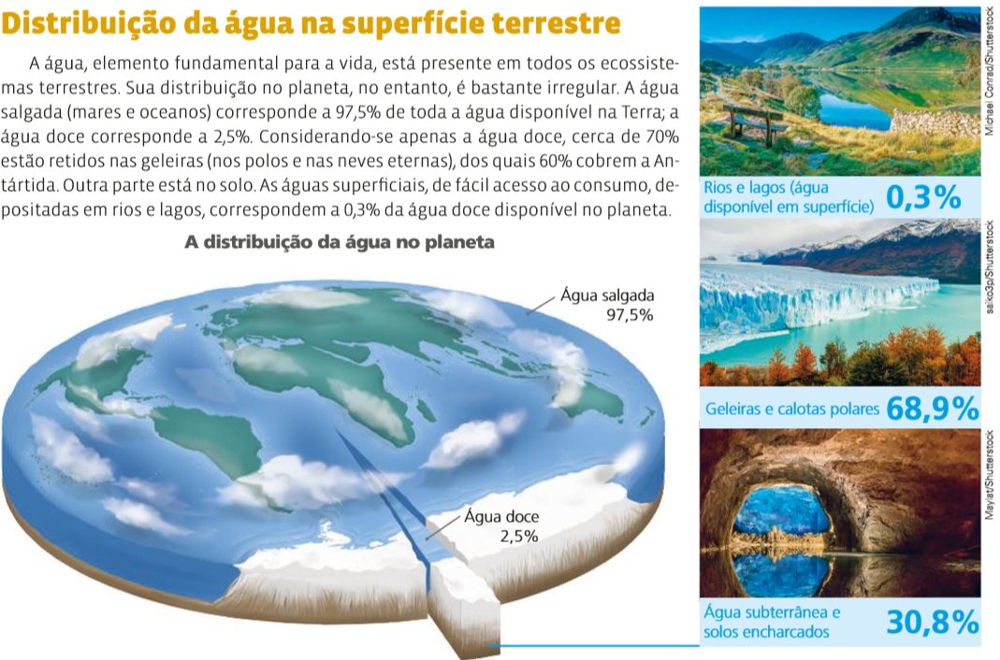 Distribuição da água na superfície terrestre
A água, elemento fundamental para a vida, está presente em todos os ecossiste-
mas terrestres. Sua distribuição no planeta, no entanto, é bastante irregular. A água
salgada (mares e oceanos) corresponde a 97,5% de toda a água disponível na Terra; a
água doce corresponde a 2,5%. Considerando-se apenas a água doce, cerca de 70%
estão retidos nas geleiras (nos polos e nas neves eternas), dos quais 60% cobrem a An-
tártida. Outra parte está no solo. As águas superficiais, de fácil acesso ao consumo, de-
positadas em rios e lagos, correspondem a 0,3% da água doce disponível no planeta.
A distribuição da água no planeta
Água salgada
97,5%
Água doce
2,5%
Michael Conrad/Shutterstock
Rios e lagos (água
disponível em superfície) 0,3%
saiko3p/Shutterstock
Geleiras e calotas polares 68,9%
Maylat/Shutterstock
Água subterrânea e
solos encharcados 30,8%